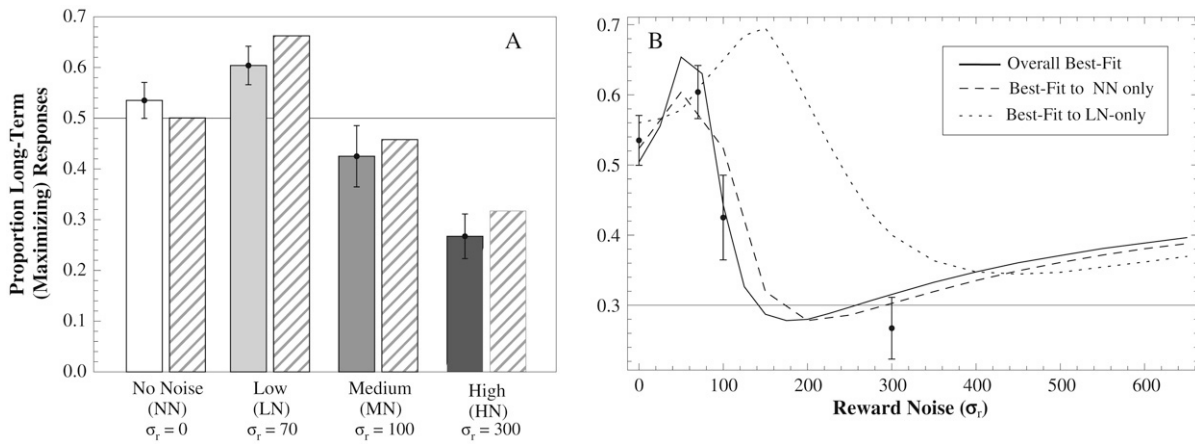 A
Proportion Long-Term
(Maximizing) Responses
0.7
0.6
0.5
0.4
0.3
0.2
0.1
0.0
No Noise
(NN)
σr = 0
Low
(LN)
σr = 70
Medium
(MN)
σr = 100
High
(HN)
σr = 300
B
0.7
0.6
0.5
0.4
0.3
Overall Best-Fit
Best-Fit to NN only
Best-Fit to LN-only
0 100 200 300 400 500 600
Reward Noise (σr)